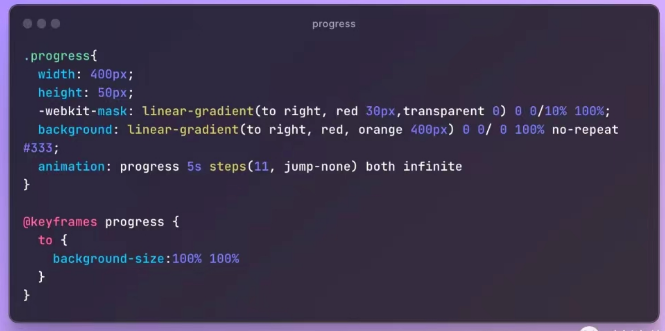 progress
.progress{
  width: 400px;
  height: 50px;
  -webkit-mask: linear-gradient(to right, red 30px,transparent 0) 0 0/10% 100%;
  background: linear-gradient(to right, red, orange 400px) 0 0/ 0 100% no-repeat
#333;
  animation: progress 5s steps(11, jump-none) both infinite
}
@keyframes progress {
  to {
    background-size:100% 100%
  }
}